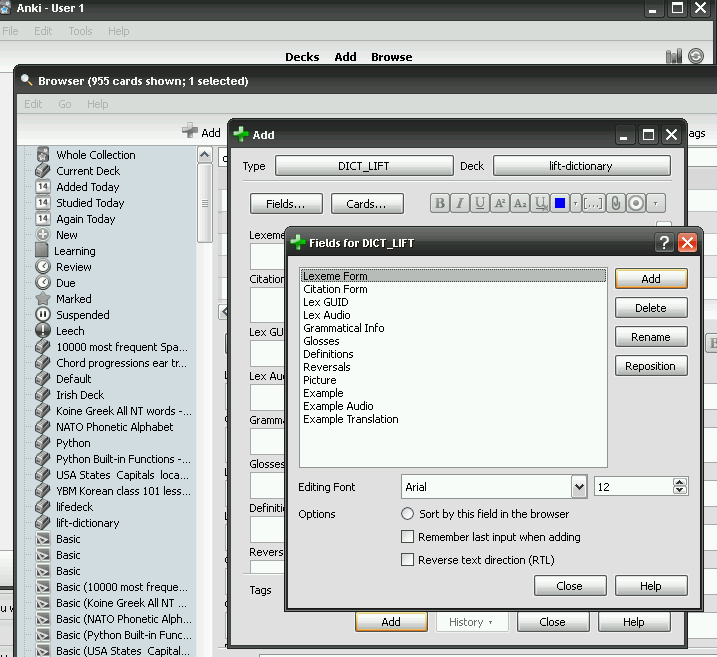 Anki - User 1
File Edit Tools Help
Decks Add Browse
Browser (955 cards shown; 1 selected)
Edit Go Help
Add
Whole Collection
Current Deck
14 Added Today
14 Studied Today
14 Again Today
New
Learning
Review
Due
Marked
Suspended
Leech
10000 most frequent Spa...
Chord progressions ear tr...
Default
Irish Deck
Koine Greek All NT words -...
NATO Phonetic Alphabet
Python
Python Built-in Functions -...
USA States Capitals loca...
YBM Korean class 101 less...
lifedeck
lift-dictionary
Basic
Basic
Basic
Basic (10000 most freque...
Basic (Koine Greek All NT ...
Basic (NATO Phonetic Alph...
Basic (Python Built-in Func...
Basic (USA States Capital...
Add
Type DICT_LIFT Deck lift-dictionary
Fields... Cards... B I U A² A₂ U [...]
Lexeme
Citation
Lex GU
Lex Au
Gramma
Glosses
Definitio
Revers
Tags
Add History Close Help
Fields for DICT_LIFT
Lexeme Form
Citation Form
Lex GUID
Lex Audio
Grammatical Info
Glosses
Definitions
Reversals
Picture
Example
Example Audio
Example Translation
Add
Delete
Rename
Reposition
Editing Font Arial 12
Options Sort by this field in the browser
Remember last input when adding
Reverse text direction (RTL)
Close Help
ags